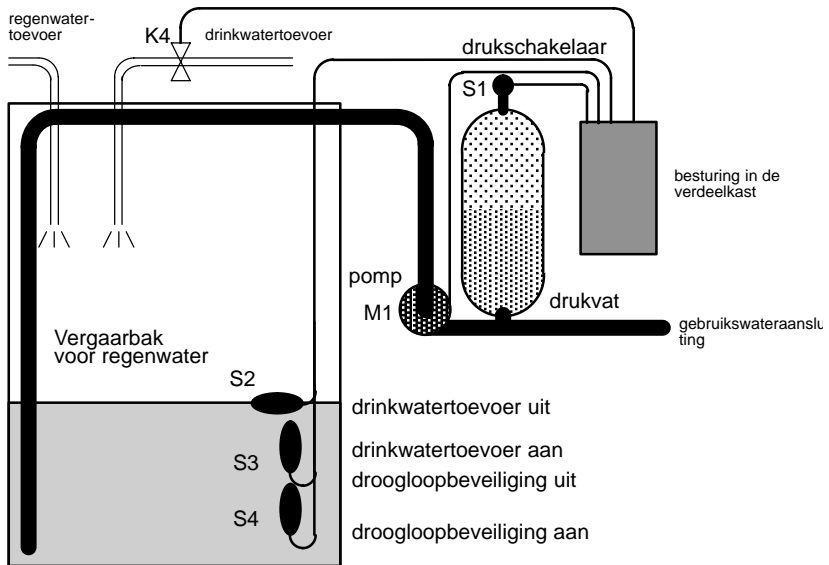 regenwater-
toevoer
K4
drinkwatertoevoer
drukschakelaar
S1
besturing in de
verdeelkast
pomp
M1
drukvat
gebruikswateraanslu
ting
Vergaarbak
voor regenwater
S2
drinkwatertoevoer uit
drinkwatertoevoer aan
S3
droogloopbeveiliging uit
S4
droogloopbeveiliging aan